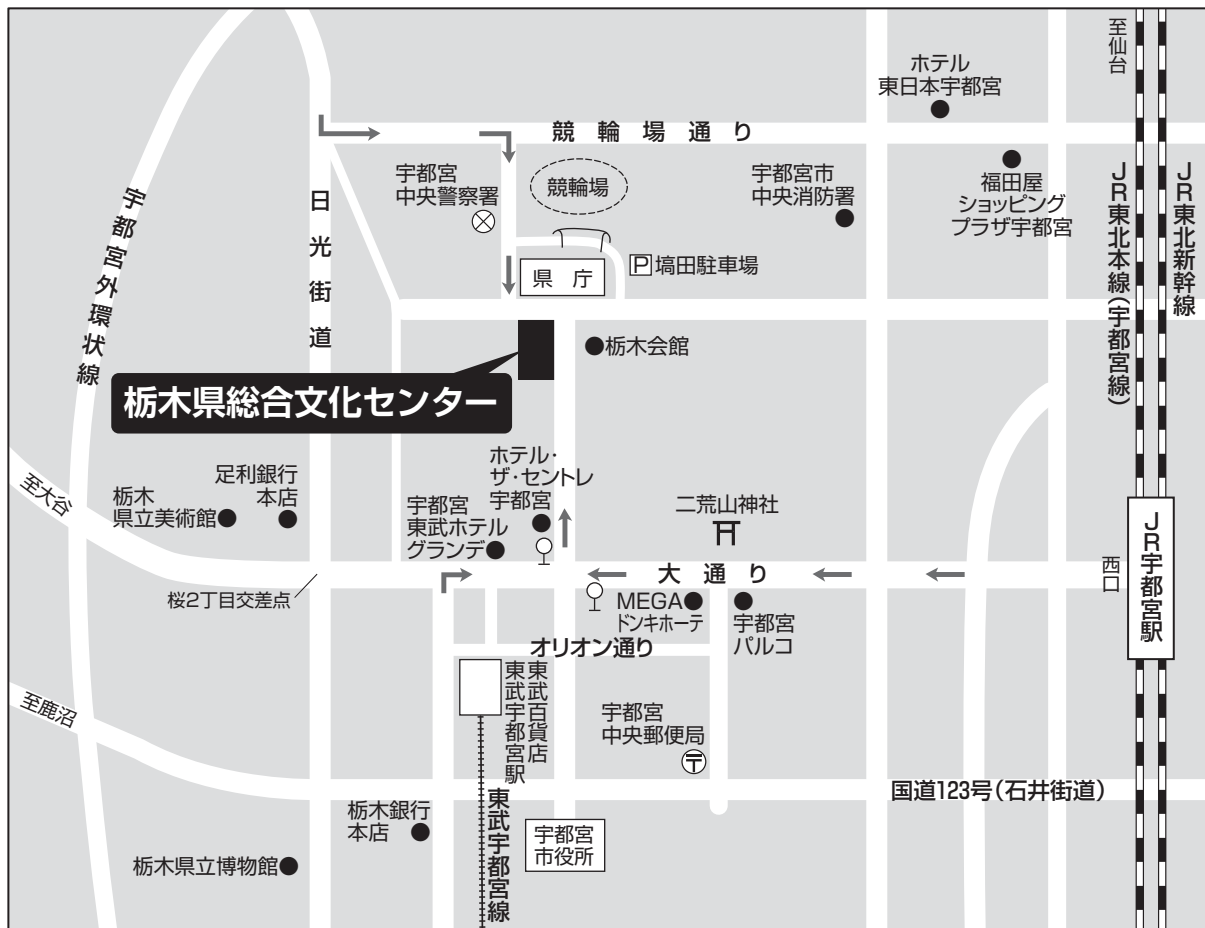 至仙台
ホテル
東日本宇都宮
競輪場通り
宇都宮
中央警察署
競輪場
宇都宮市
中央消防署
福田屋
ショッピング
プラザ宇都宮
JR東北本線(宇都宮線)
JR東北新幹線
宇都宮外環状線
日光街道
県庁
P塙田駐車場
栃木会館
栃木県総合文化センター
ホテル・
ザ・セントレ
宇都宮
足利銀行
本店
栃木
県立美術館
宇都宮
東武ホテル
グランデ
二荒山神社
至大谷
大通り
西口
JR宇都宮駅
桜2丁目交差点
MEGA
ドンキホーテ
宇都宮
パルコ
オリオン通り
東武百貨店
東武宇都宮駅
至鹿沼
宇都宮
中央郵便局
〒
国道123号(石井街道)
東武宇都宮線
栃木銀行
本店
宇都宮
市役所
栃木県立博物館